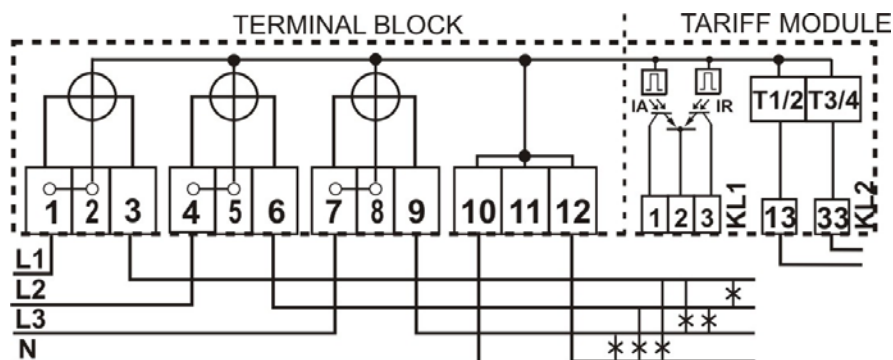 TERMINAL BLOCK TARIFF MODULE
IA IR T1/2 T3/4
1 2 3 4 5 6 7 8 9 10 11 12 1 2 3 KL1 13 33 KL2
L1
L2
L3
N